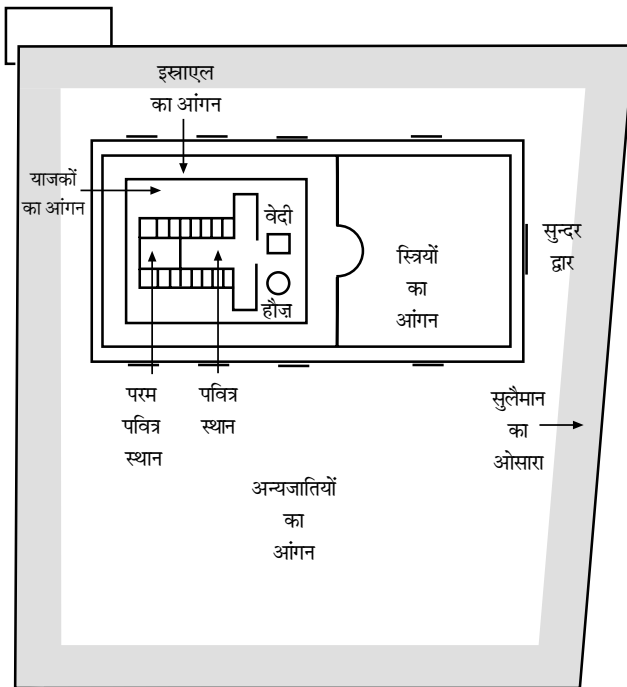 इस्राएल
का आंगन
याजकों
का आंगन
वेदी
हौज़
स्त्रियों
का
आंगन
सुन्दर
द्वार
परम
पवित्र
स्थान
पवित्र
स्थान
सुलैमान
का
ओसारा
अन्यजातियों
का
आंगन